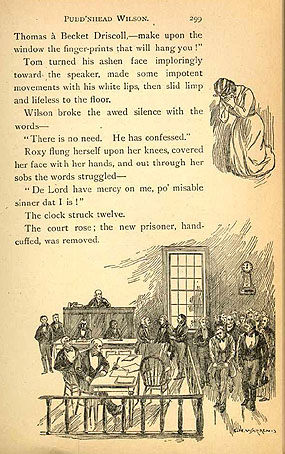 PUDD'NHEAD WILSON. 299
Thomas à Becket Driscoll,—make upon the
window the finger-prints that will hang you!"
Tom turned his ashen face imploringly
toward the speaker, made some impotent
movements with his white lips, then slid limp
and lifeless to the floor.
Wilson broke the awed silence with the
words—
"There is no need. He has confessed."
Roxy flung herself upon her knees, covered
her face with her hands, and out through her
sobs the words struggled—
"De Lord have mercy on me, po' misable
sinner dat I is!"
The clock struck twelve.
The court rose; the new prisoner, hand-
cuffed, was removed.